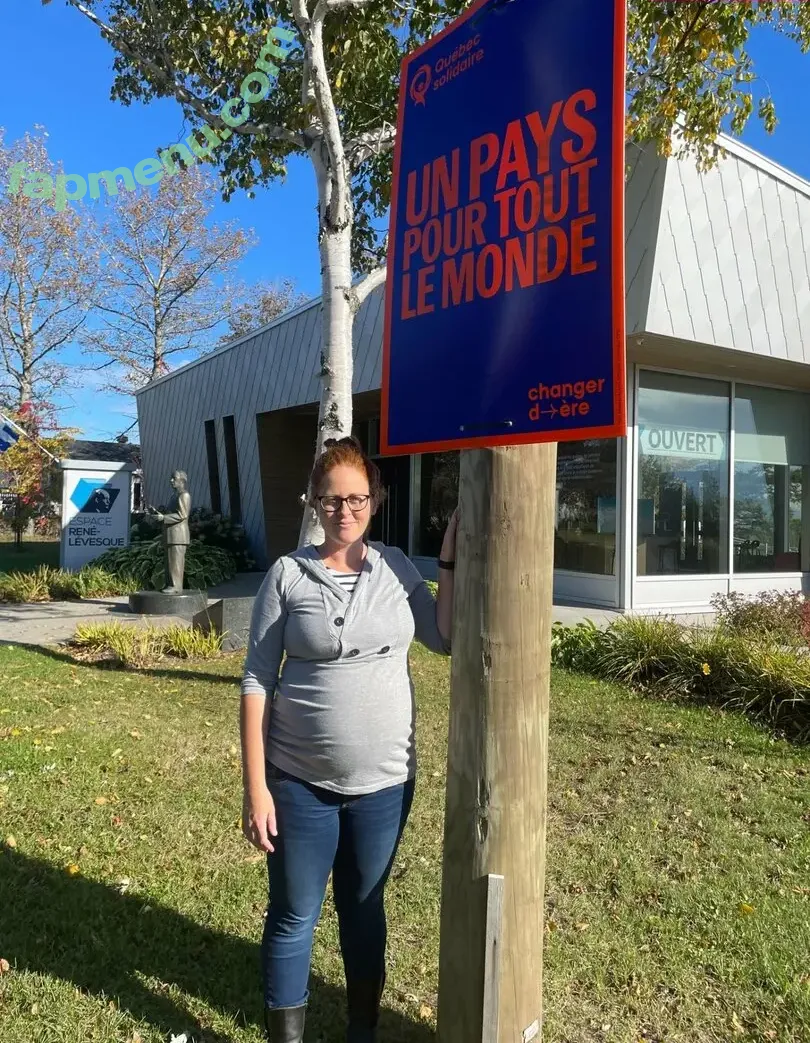 fapmenu.com
Québec
solidaire
UN PAYS
POUR TOUT
LE MONDE
changer
d→ère
OUVERT
ESPACE
RENÉ-
LÉVESQUE